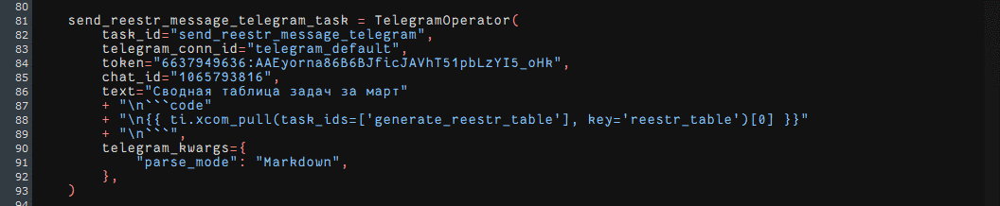 80
81 send_reestr_message_telegram_task = TelegramOperator(
82 task_id="send_reestr_message_telegram",
83 telegram_conn_id="telegram_default",
84 token="6637949636:AAEyorna86B6BJficJAVhT51pbLzYI5_oHk",
85 chat_id="1065793816",
86 text="Сводная таблица задач за март"
87 + "\n```code"
88 + "\n{{ ti.xcom_pull(task_ids=['generate_reestr_table'], key='reestr_table')[0] }}"
89 + "\n```",
90 telegram_kwargs={
91 "parse_mode": "Markdown",
92 },
93 )
94